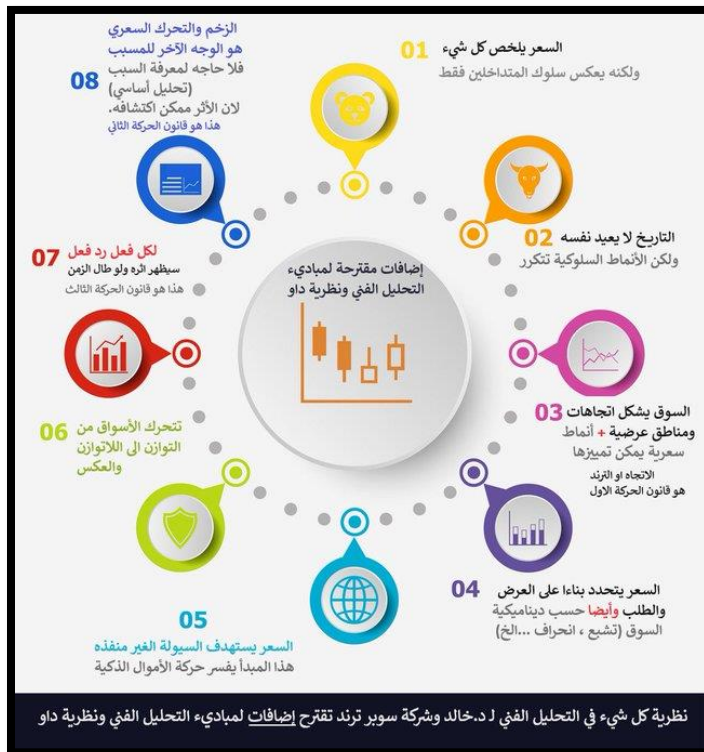 إضافات مقترحة لمباديء
التحليل الفني ونظرية داو
01
السعر يلخص كل شيء
ولكنه يعكس سلوك المتداخلين فقط
02
التاريخ لا يعيد نفسه
ولكن الأنماط السلوكية تتكرر
03
السوق يشكل اتجاهات
ومناطق عرضية + أنماط
سعرية يمكن تمييزها
الاتجاه او الترند
هو قانون الحركة الاول
04
السعر يتحدد بناءا على العرض
والطلب وأيضا حسب ديناميكية
السوق (تشبع ، انحراف ...الخ)
05
السعر يستهدف السيولة الغير منفذه
هذا المبدأ يفسر حركة الأموال الذكية
06
تتحرك الأسواق من
التوازن الى اللاتوازن
والعكس
07
لكل فعل رد فعل
سيظهر اثره ولو طال الزمن
هذا هو قانون الحركة الثالث
08
الزخم والتحرك السعري
هو الوجه الآخر للمسبب
فلا حاجه لمعرفة السبب
(تحليل أساسي)
لان الأثر ممكن اكتشافه.
هذا هو قانون الحركة الثاني
نظرية كل شيء في التحليل الفني لـ د.خالد وشركة سوبر ترند تقترح إضافات لمباديء التحليل الفني ونظرية داو